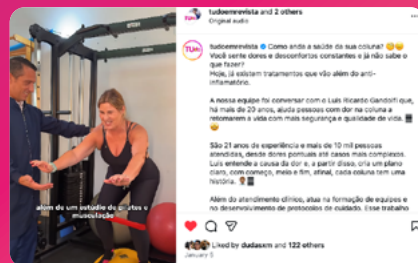 tudoemrevista and 2 others
Original audio
tudoemrevista Como anda a saúde da sua coluna?
Você sente dores e desconfortos constantes e já não sabe o
que fazer?
Hoje, já existem tratamentos que vão além do anti-
inflamatório.
A nossa equipe foi conversar com o Luis Ricardo Gandolfi que,
há mais de 20 anos, ajuda pessoas com dor na coluna a
retomarem a vida com mais segurança e qualidade de vida.
São 21 anos de experiência e mais de 10 mil pessoas
atendidas, desde dores pontuais até casos mais complexos.
Luis entende a causa da dor e, a partir disso, cria um plano
claro, com começo, meio e fim, afinal, cada coluna tem uma
história.
Além do atendimento clínico, atua na formação de equipes e
no desenvolvimento de protocolos de cuidado. Esse trabalho
além de um estúdio de pilates e
musculação
Liked by dudasxm and 122 others
January 5